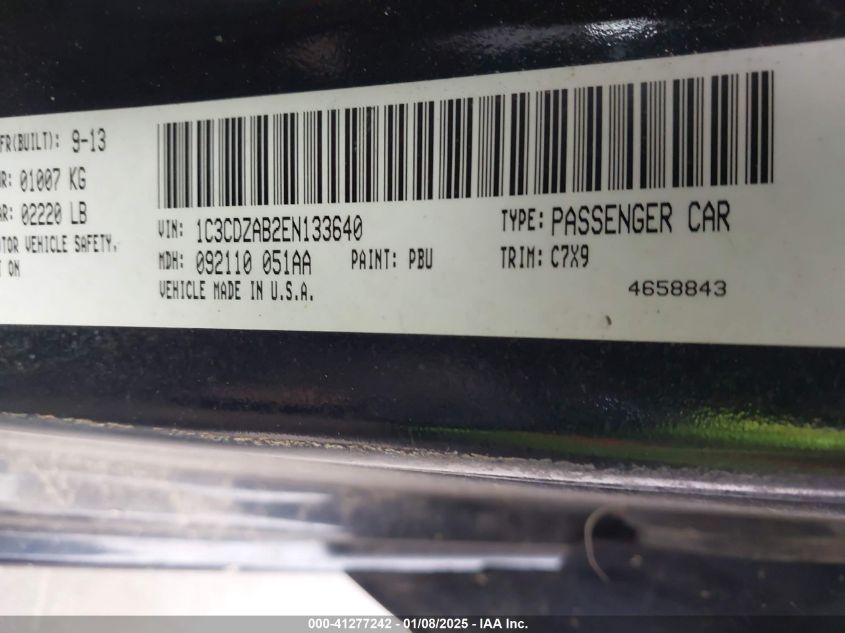 FR(BUILT): 9-13
R: 01007 KG
AR: 02220 LB
TOR VEHICLE SAFETY,
T ON
VIN: 1C3CDZAB2EN133640 TYPE: PASSENGER CAR
MDH: 092110 051AA PAINT: PBU TRIM: C7X9
VEHICLE MADE IN U.S.A. 4658843
000-41277242 - 01/08/2025 - IAA Inc.